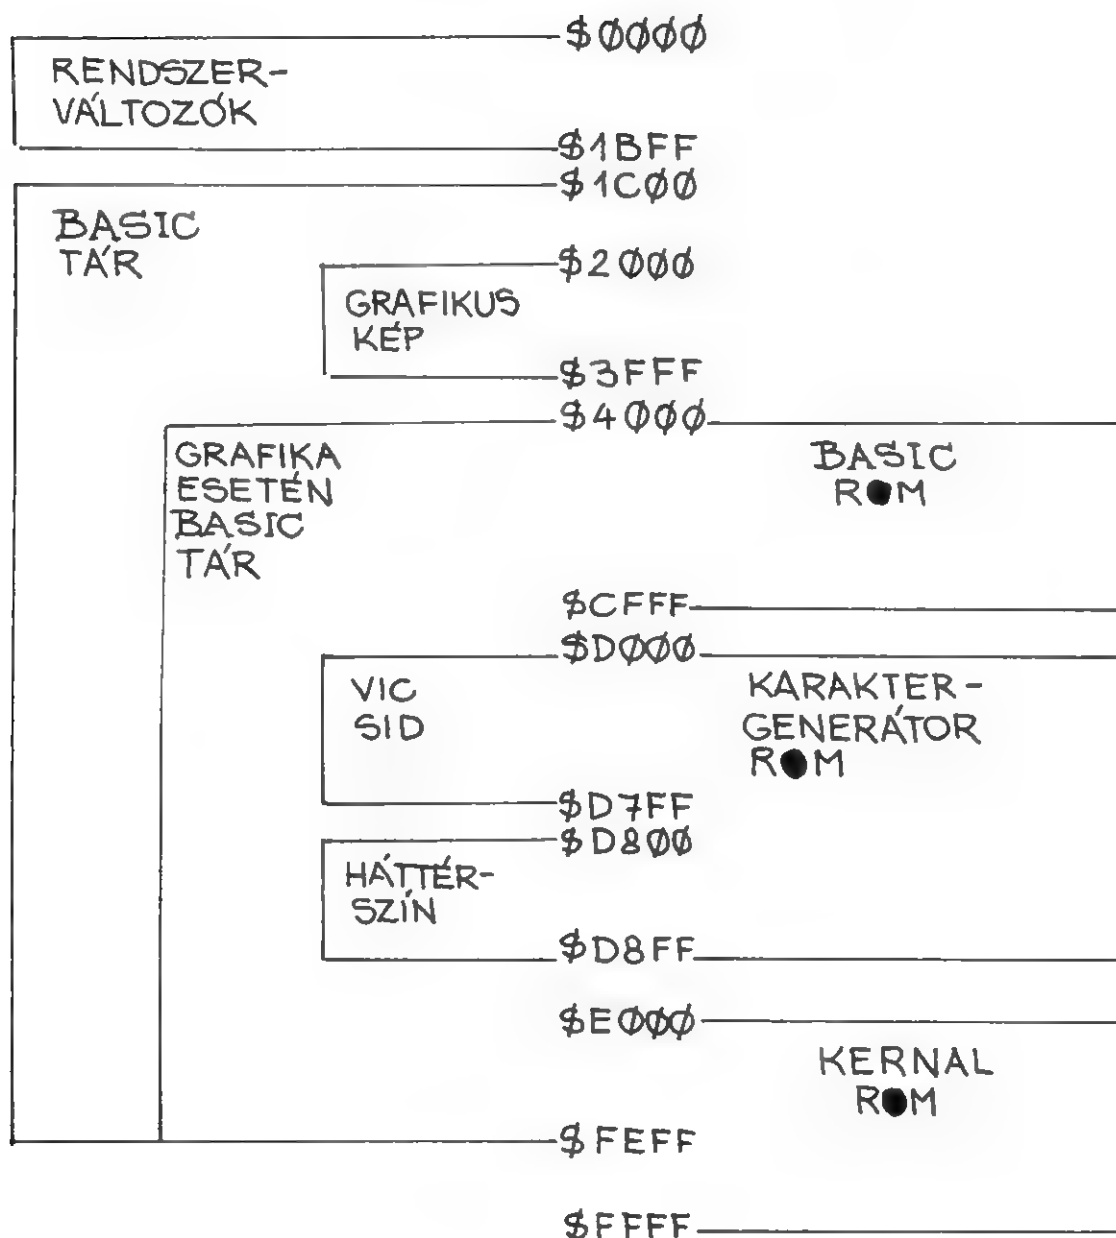 $0000
RENDSZER-
VÁLTOZÓK
$1BFF
$1C00
BASIC
TÁR
$2000
GRAFIKUS
KÉP
$3FFF
$4000
GRAFIKA
ESETÉN
BASIC
TÁR
BASIC
ROM
$CFFF
$D000
VIC
SID
KARAKTER-
GENERÁTOR
ROM
$D7FF
$D800
HÁTTÉR-
SZÍN
$D8FF
$E000
KERNAL
ROM
$FEFF
$FFFF